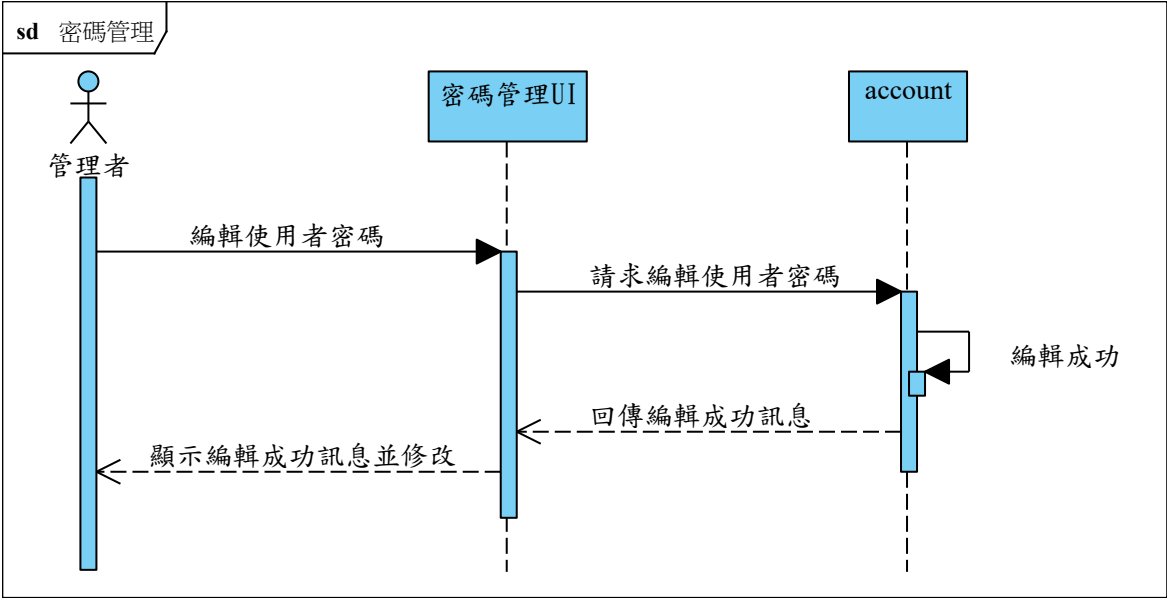 sd 密碼管理
密碼管理UI
account
管理者
編輯使用者密碼
請求編輯使用者密碼
編輯成功
回傳編輯成功訊息
顯示編輯成功訊息並修改